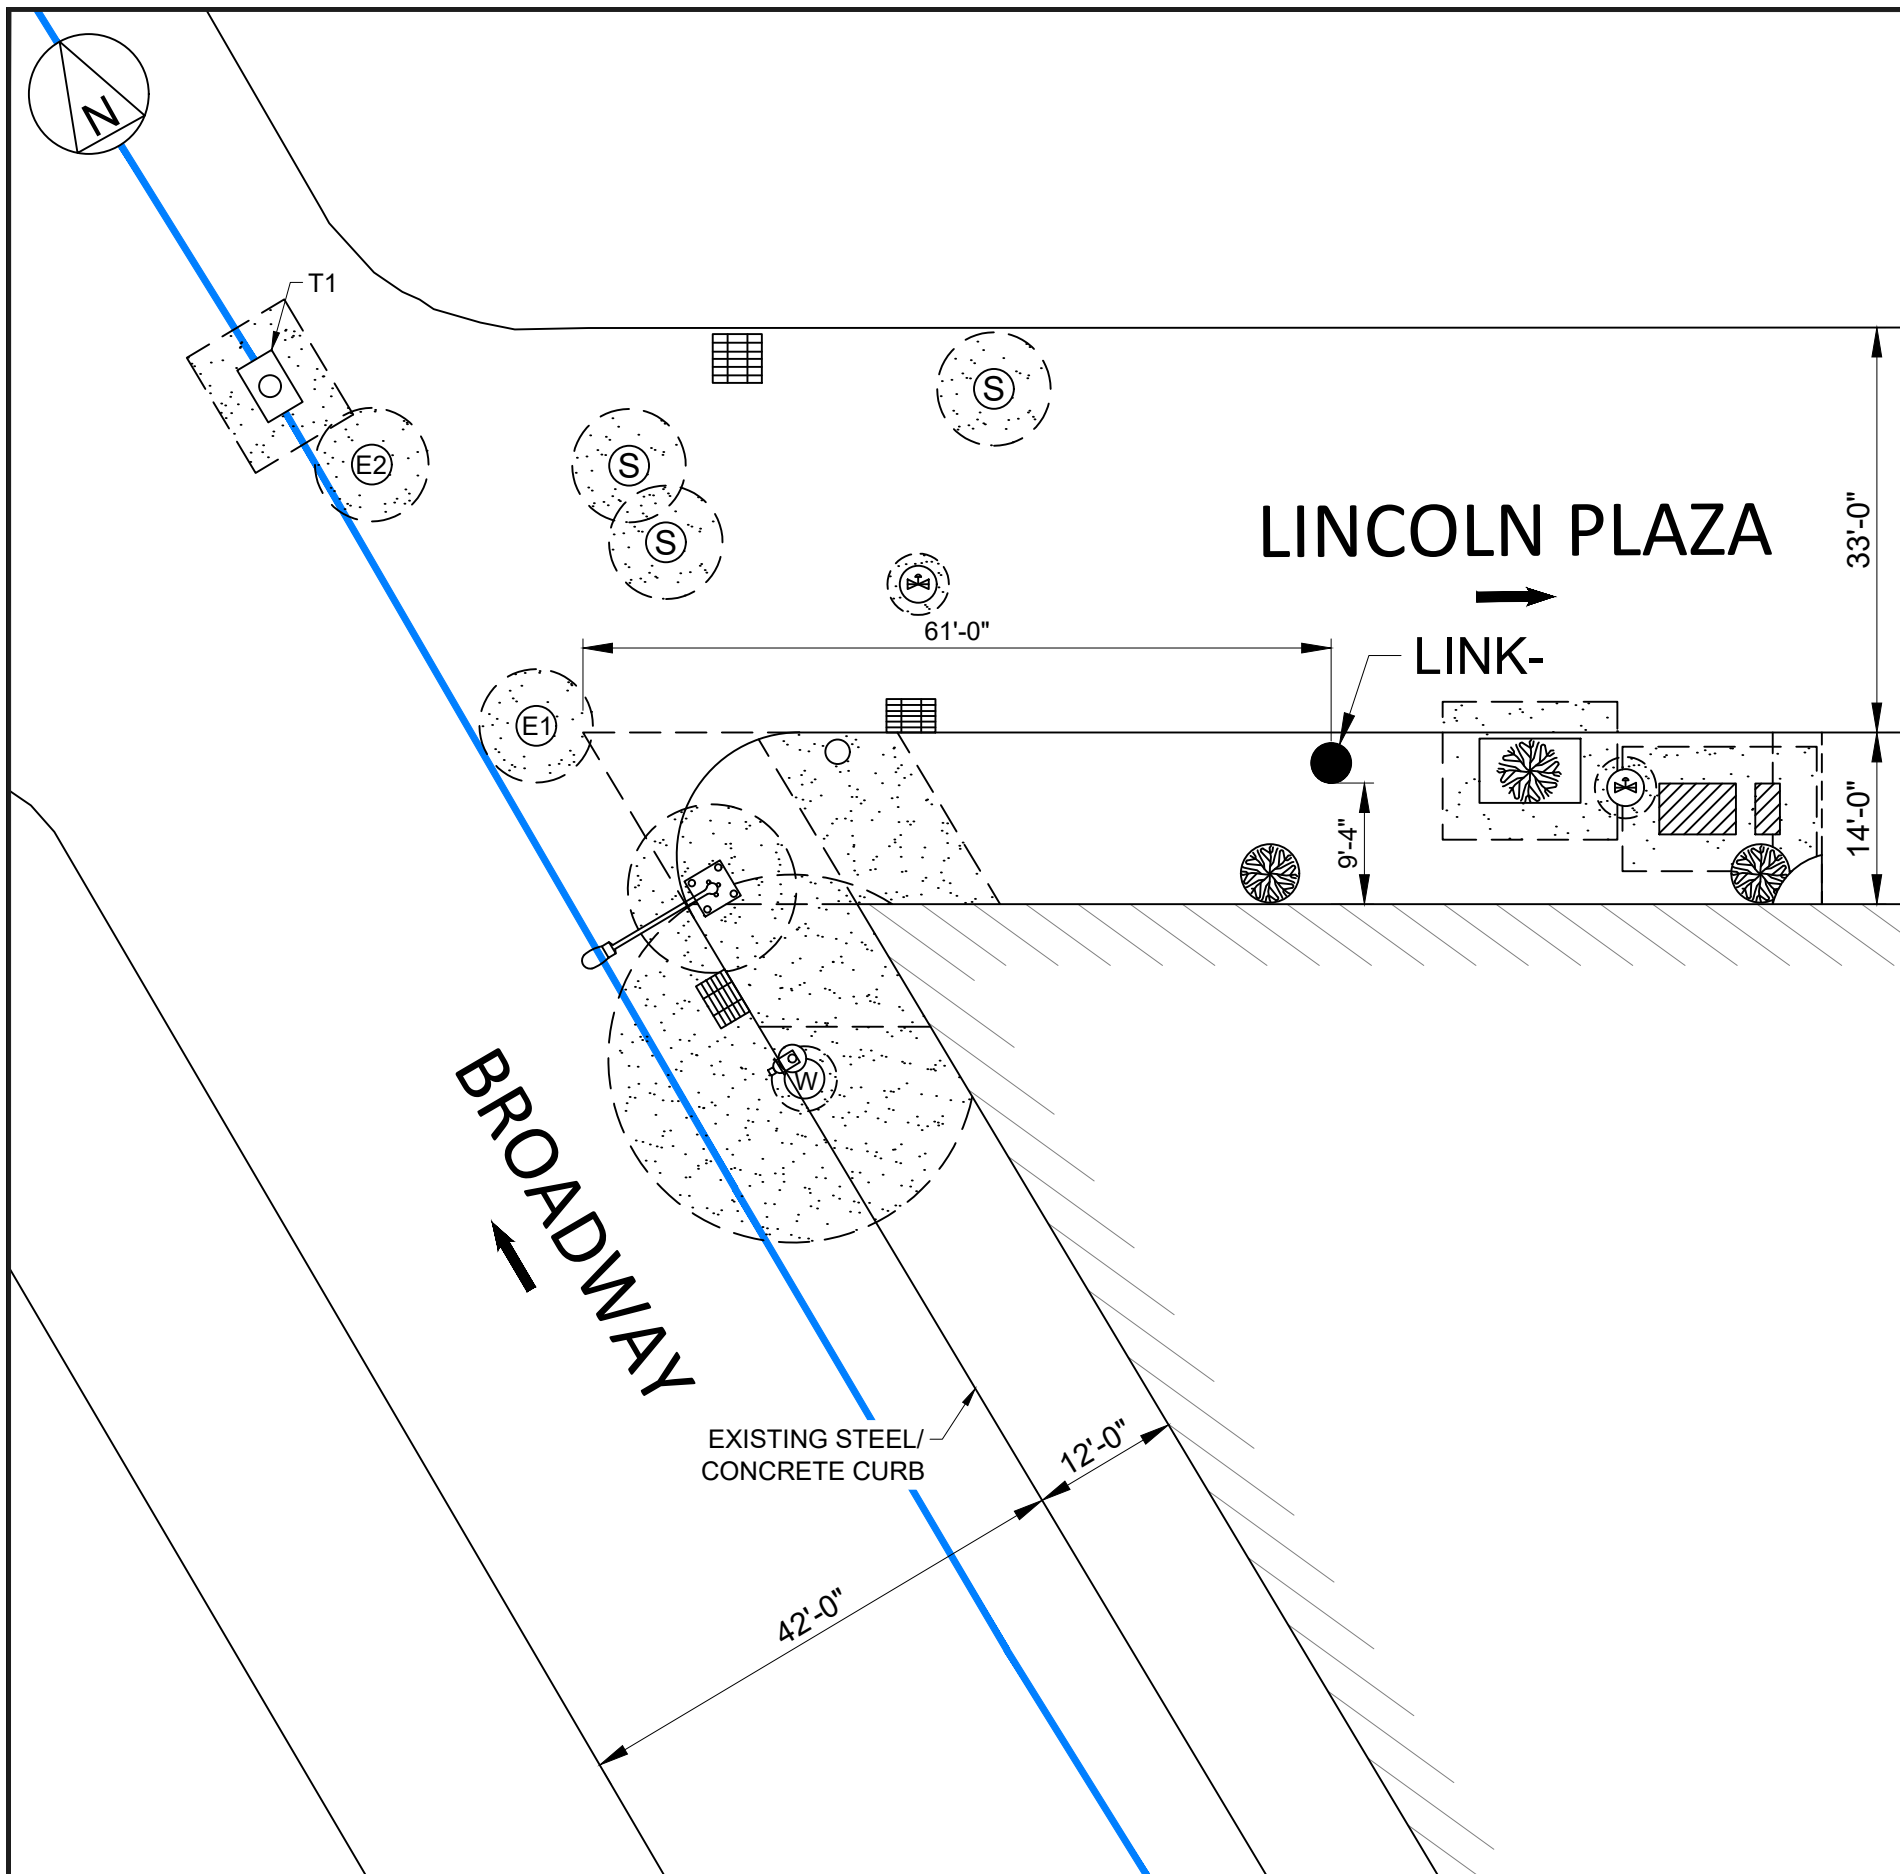 N
T1
E2
S
S
S
LINCOLN PLAZA
33'-0"
61'-0"
LINK-
E1
9'-4"
14'-0"
W
BROADWAY
EXISTING STEEL/
CONCRETE CURB
12'-0"
42'-0"